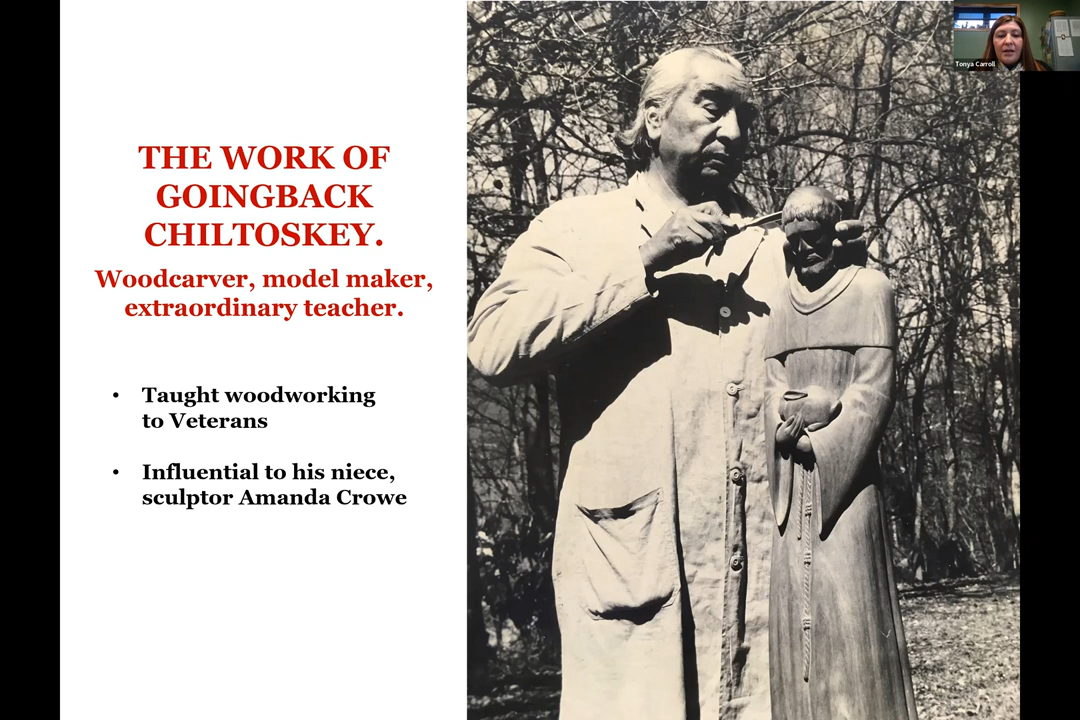 THE WORK OF
GOINGBACK
CHILTOSKEY.
Woodcarver, model maker,
extraordinary teacher.
• Taught woodworking
to Veterans
• Influential to his niece,
sculptor Amanda Crowe
Tonya Carroll